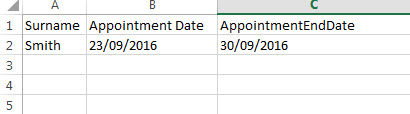 A B C
1 Surname Appointment Date AppointmentEndDate
2 Smith 23/09/2016 30/09/2016
3
4
5